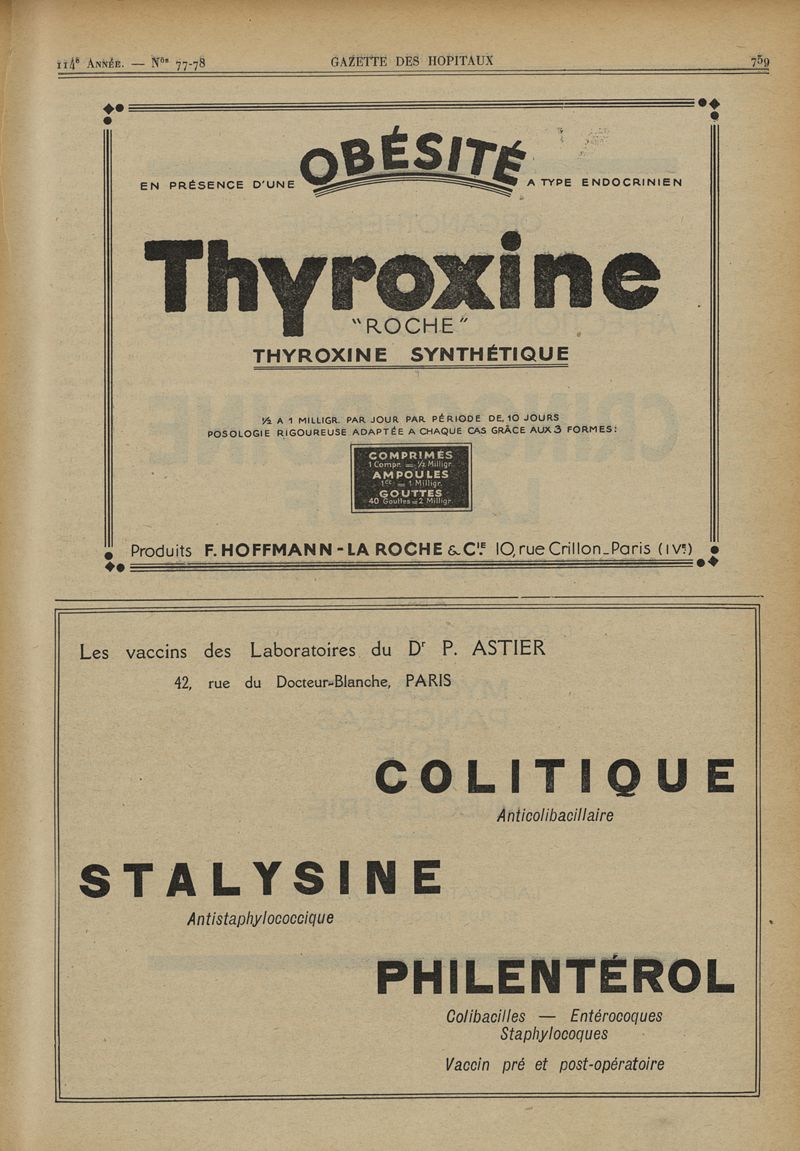 114e ANNÉE. — Nos 77-78 GAZETTE DES HOPITAUX 759
OBÉSITÉ
EN PRÉSENCE D'UNE A TYPE ENDOCRINIEN
Thyroxine
"ROCHE"
THYROXINE SYNTHÉTIQUE
½ A 1 MILLIGR. PAR JOUR PAR PÉRIODE DE 10 JOURS
POSOLOGIE RIGOUREUSE ADAPTÉE A CHAQUE CAS GRÂCE AUX 3 FORMES:
COMPRIMÉS
1 Compr. = ½ Milligr.
AMPOULES
1cc = 1 Milligr.
GOUTTES
40 Gouttes = 2 Milligr.
Produits F. HOFFMANN-LA ROCHE & CIE 10, rue Crillon_Paris (IVe)
Les vaccins des Laboratoires du Dr P. ASTIER
42, rue du Docteur-Blanche, PARIS
COLITIQUE
Anticolibacillaire
STALYSINE
Antistaphylococcique
PHILENTÉROL
Colibacilles — Entérocoques
Staphylocoques
Vaccin pré et post-opératoire